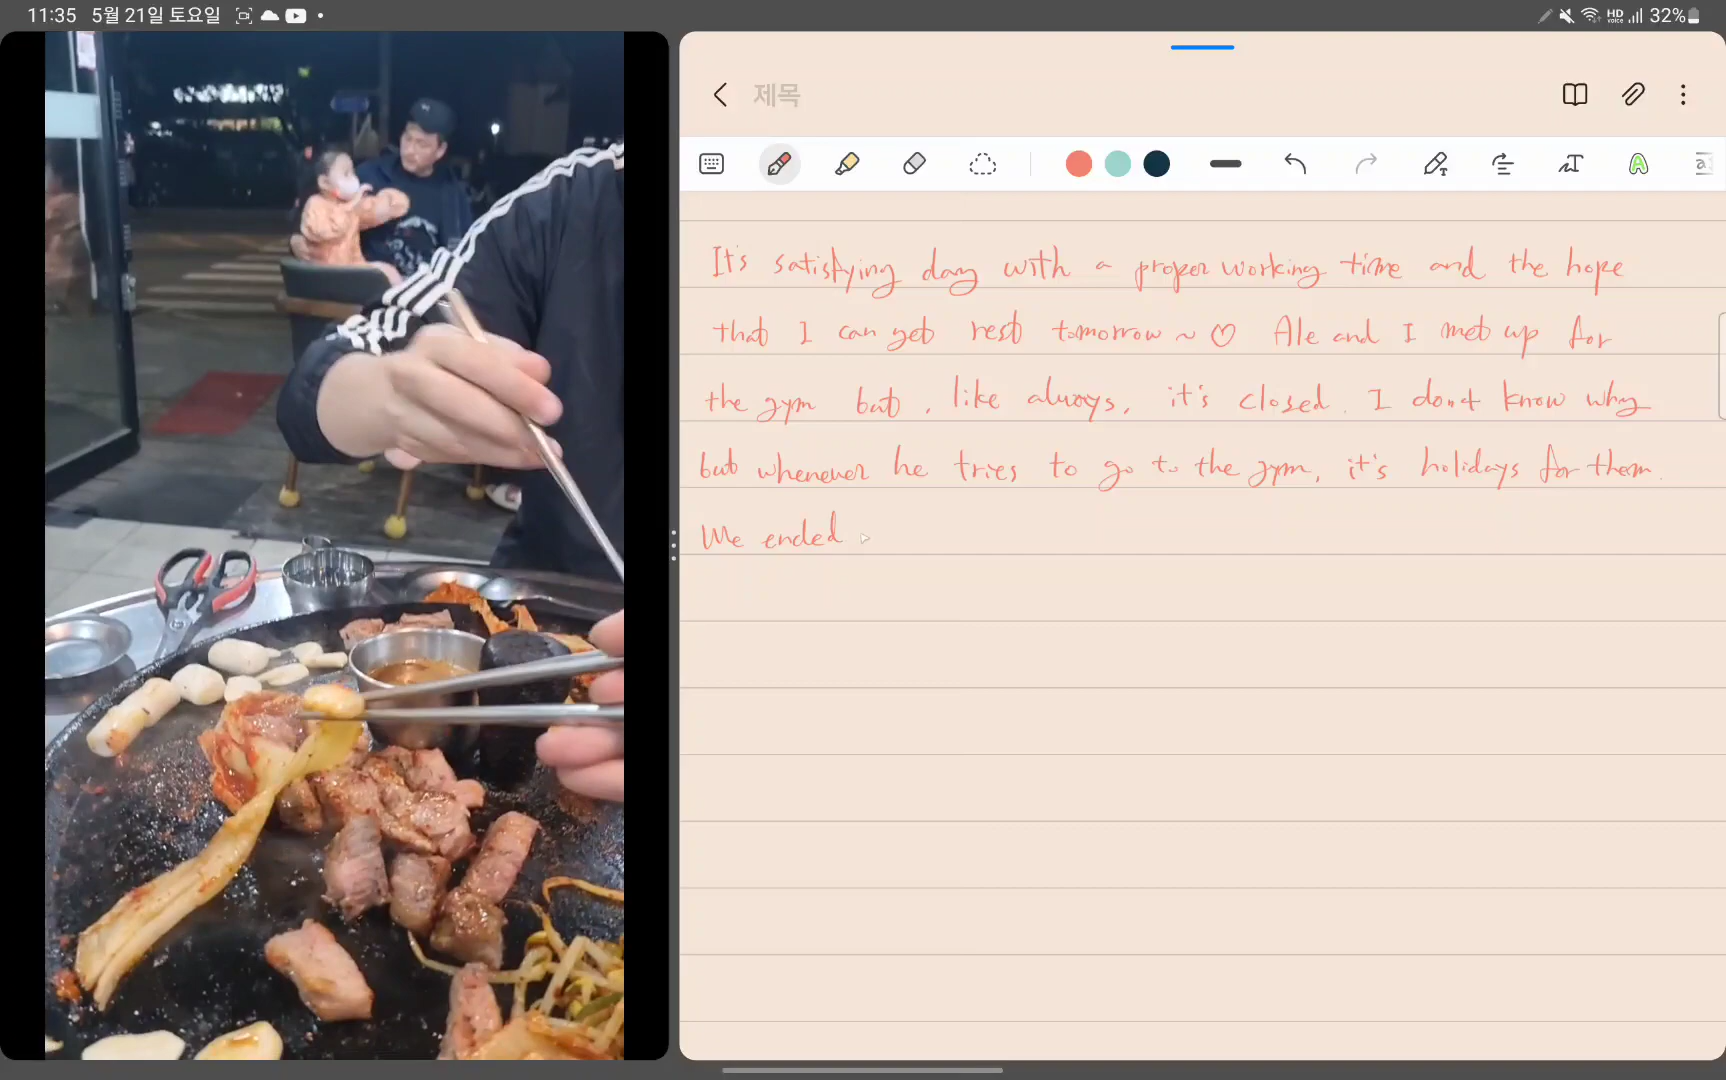 11:35 5월 21일 토요일
HD voice 32%
제목
It's satisfying day with a proper working time and the hope
that I can get rest tomorrow ~ ♡ Ale and I met up for
the gym but, like always, it's closed. I don't know why
but whenever he tries to go to the gym, it's holidays for them.
We ended